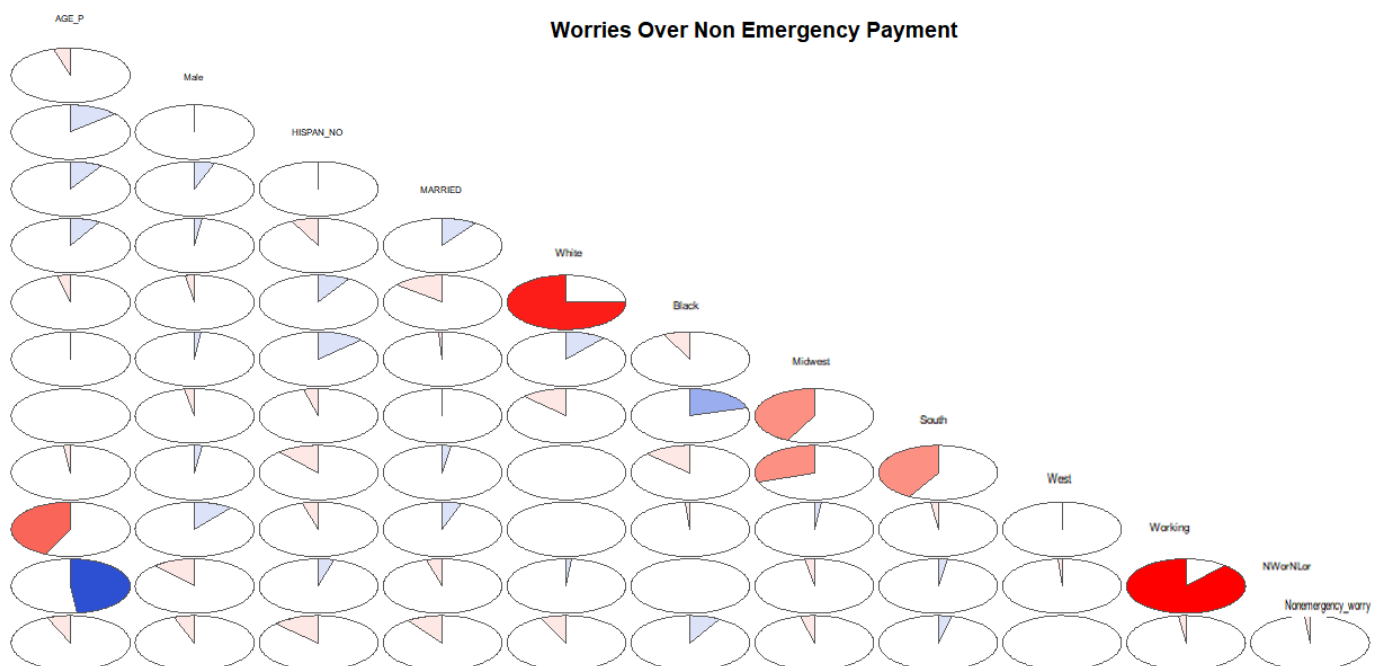 AGE_P
Worries Over Non Emergency Payment
Male
HISPAN_NO
MARRIED
White
Black
Midwest
South
West
Working
NWorNLor
Nonemergency_worry